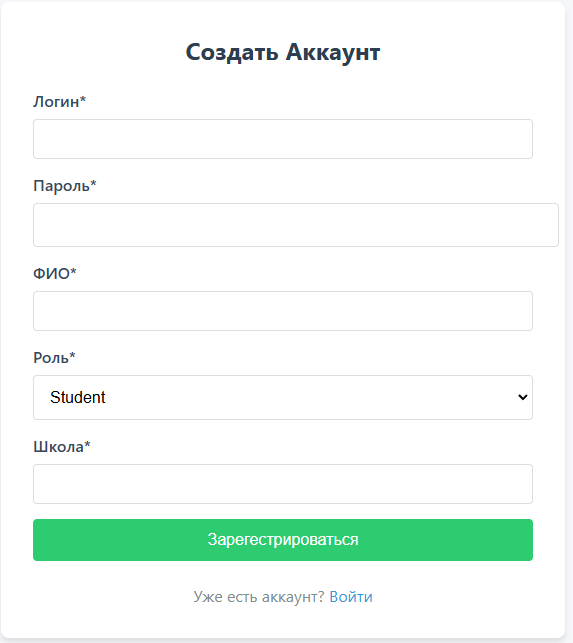 Создать Аккаунт
Логин*
Пароль*
ФИО*
Роль*
Student
Школа*
Зарегестрироваться
Уже есть аккаунт? Войти